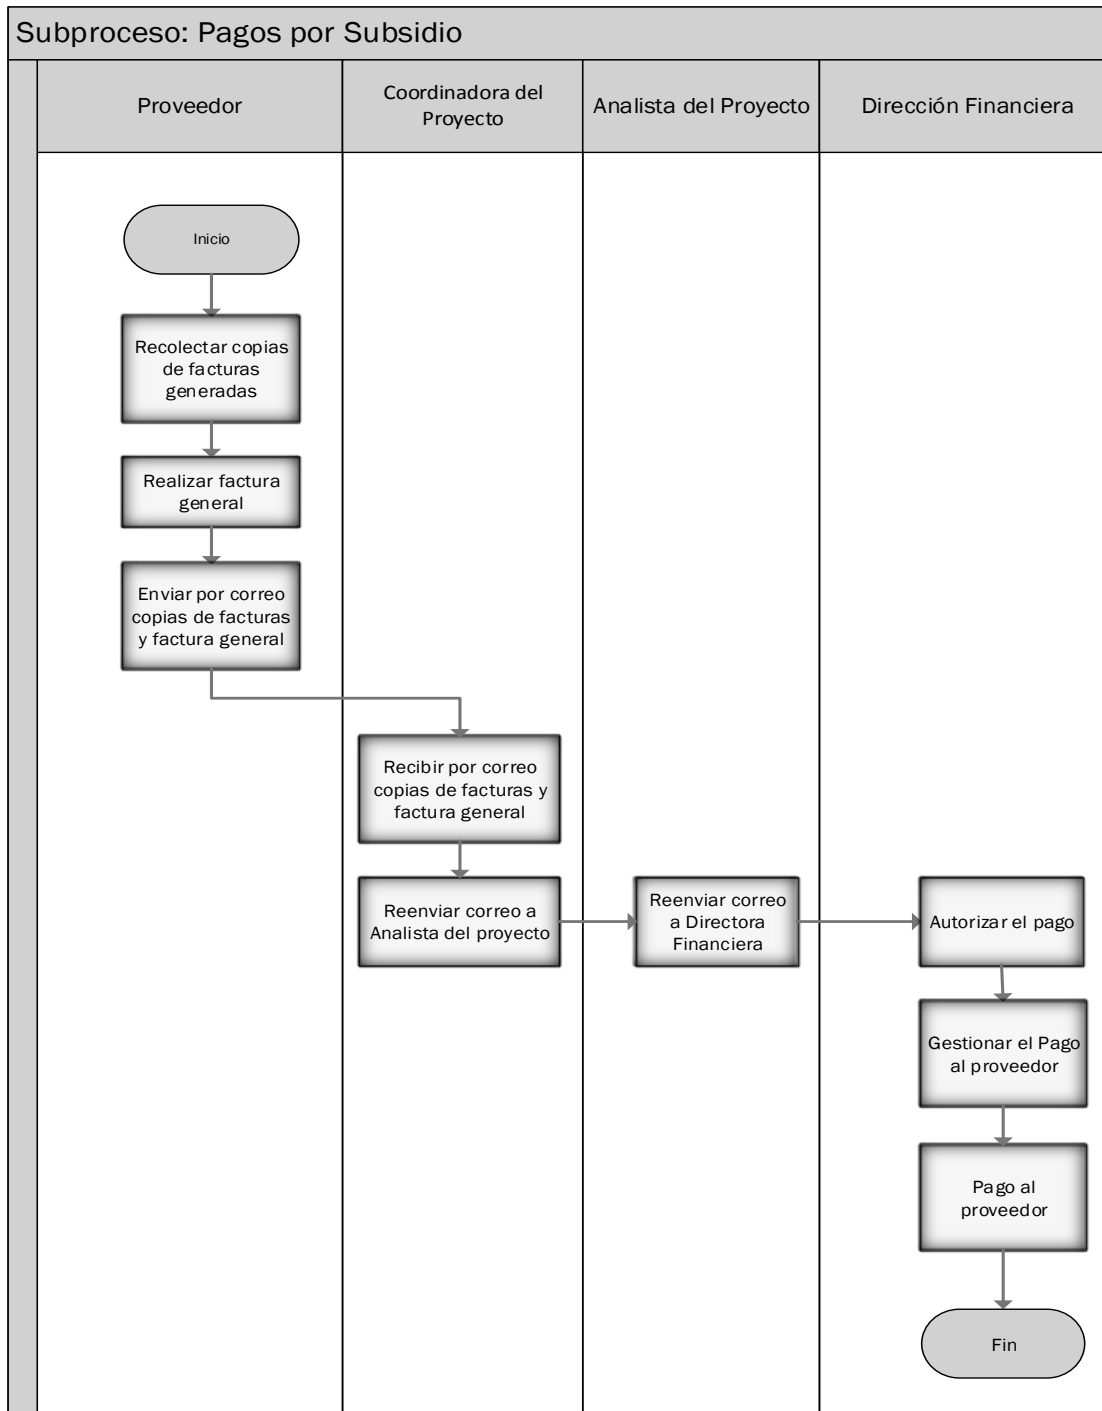 Subproceso: Pagos por Subsidio
Proveedor
Coordinadora del
Proyecto
Analista del Proyecto
Dirección Financiera
Inicio
Recolectar copias
de facturas
generadas
Realizar factura
general
Enviar por correo
copias de facturas
y factura general
Recibir por correo
copias de facturas y
factura general
Reenviar correo a
Analista del proyecto
Reenviar correo
a Directora
Financiera
Autorizar el pago
Gestionar el Pago
al proveedor
Pago al
proveedor
Fin